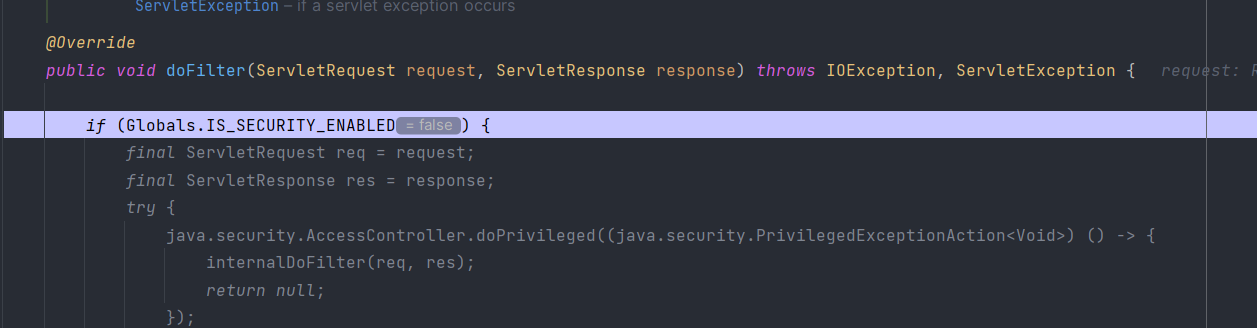 ServletException – if a servlet exception occurs
@Override
public void doFilter(ServletRequest request, ServletResponse response) throws IOException, ServletException {  request: R
if (Globals.IS_SECURITY_ENABLED = false ) {
final ServletRequest req = request;
final ServletResponse res = response;
try {
java.security.AccessController.doPrivileged((java.security.PrivilegedExceptionAction<Void>) () -> {
internalDoFilter(req, res);
return null;
});